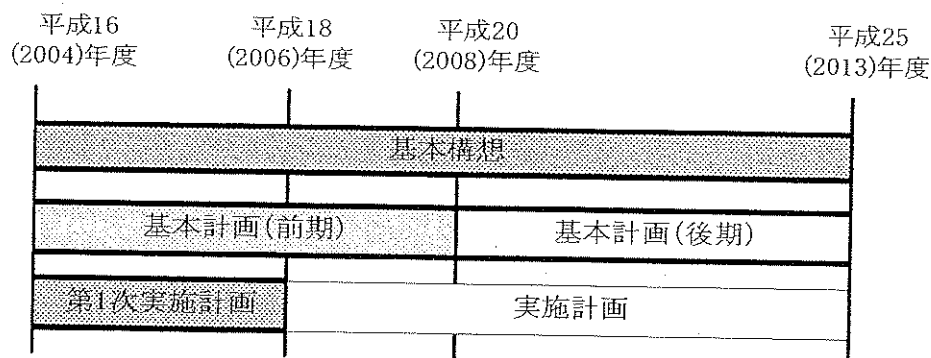 平成16
(2004)年度
平成18
(2006)年度
平成20
(2008)年度
平成25
(2013)年度
基本構想
基本計画(前期)
基本計画(後期)
第1次実施計画
実施計画